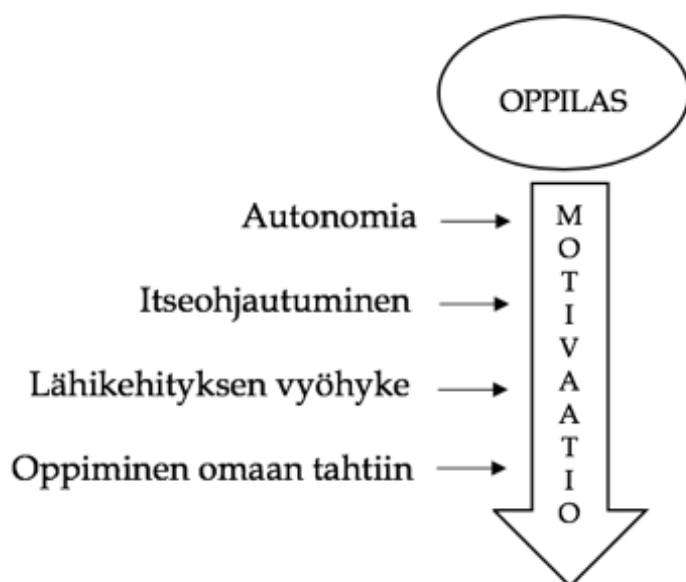 OPPILAS
Autonomia
Itseohjautuminen
Lähikehityksen vyöhyke
Oppiminen omaan tahtiin
MOTIVAATIO